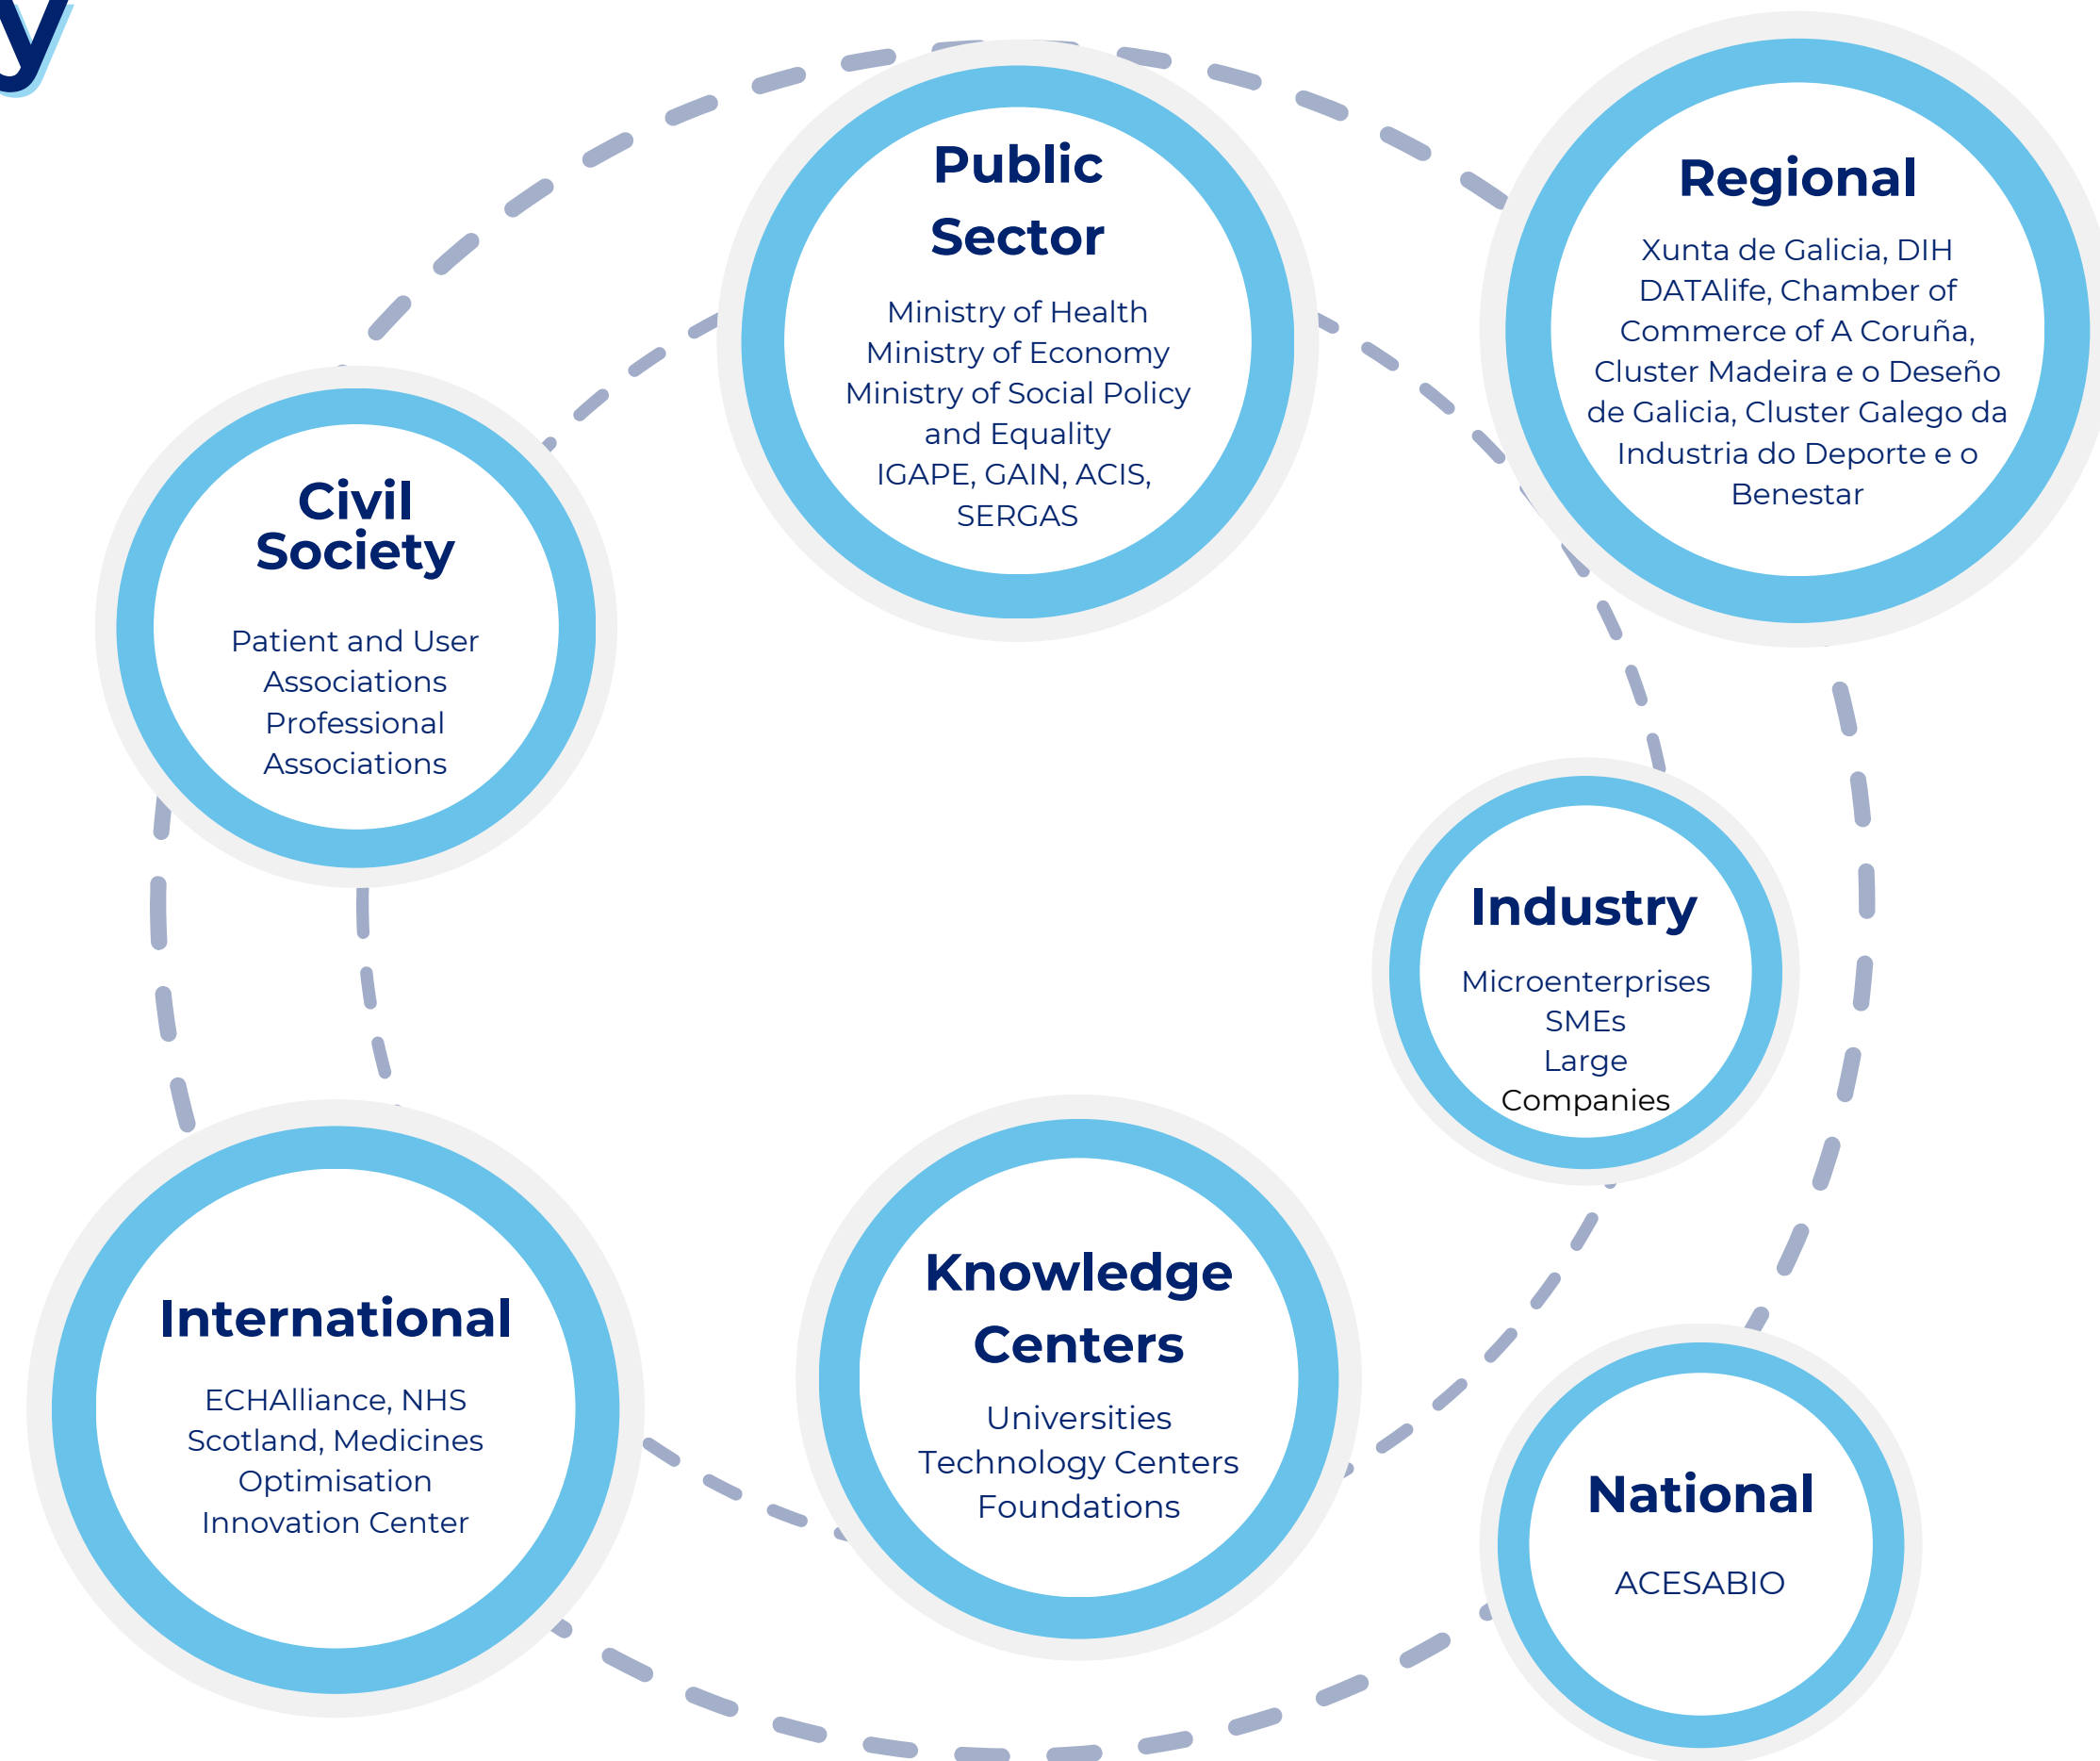 y
Public
Sector
Ministry of Health
Ministry of Economy
Ministry of Social Policy
and Equality
IGAPE, GAIN, ACIS,
SERGAS
Regional
Xunta de Galicia, DIH
DATAlife, Chamber of
Commerce of A Coruña,
Cluster Madeira e o Deseño
de Galicia, Cluster Galego da
Industria do Deporte e o
Benestar
Civil
Society
Patient and User
Associations
Professional
Associations
Industry
Microenterprises
SMEs
Large
Companies
International
ECHAlliance, NHS
Scotland, Medicines
Optimisation
Innovation Center
Knowledge
Centers
Universities
Technology Centers
Foundations
National
ACESABIO